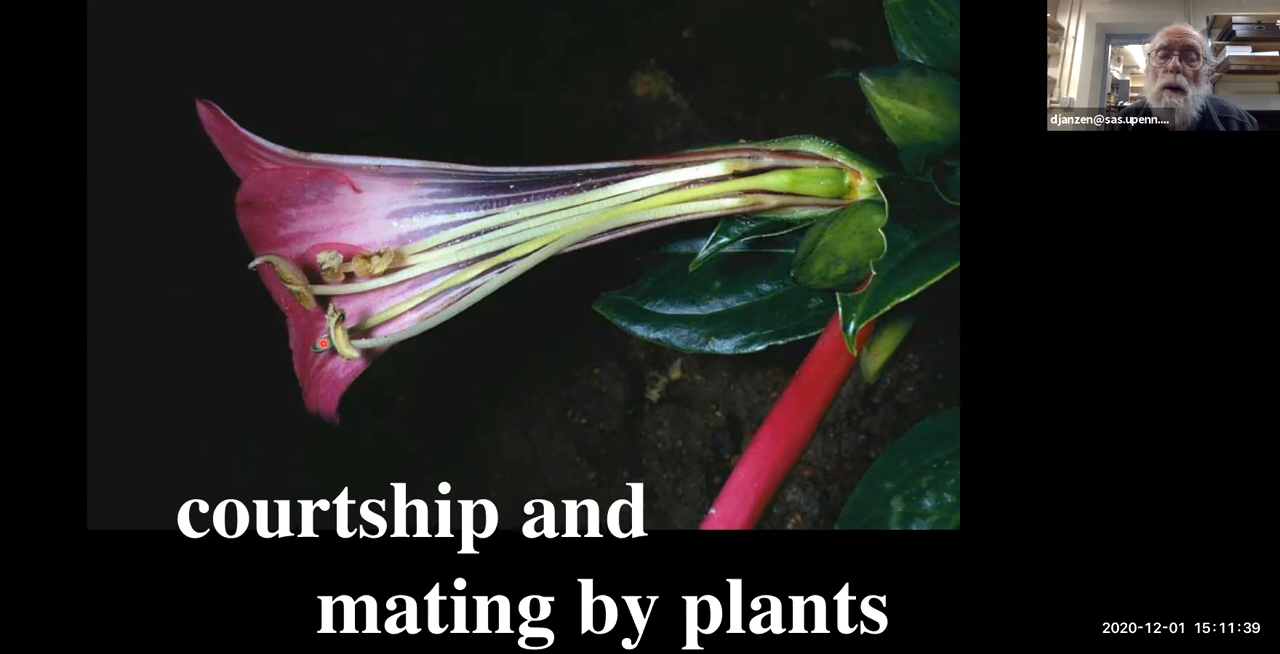 djanzen@sas.upenn....
courtship and
mating by plants
2020-12-01 15:11:39